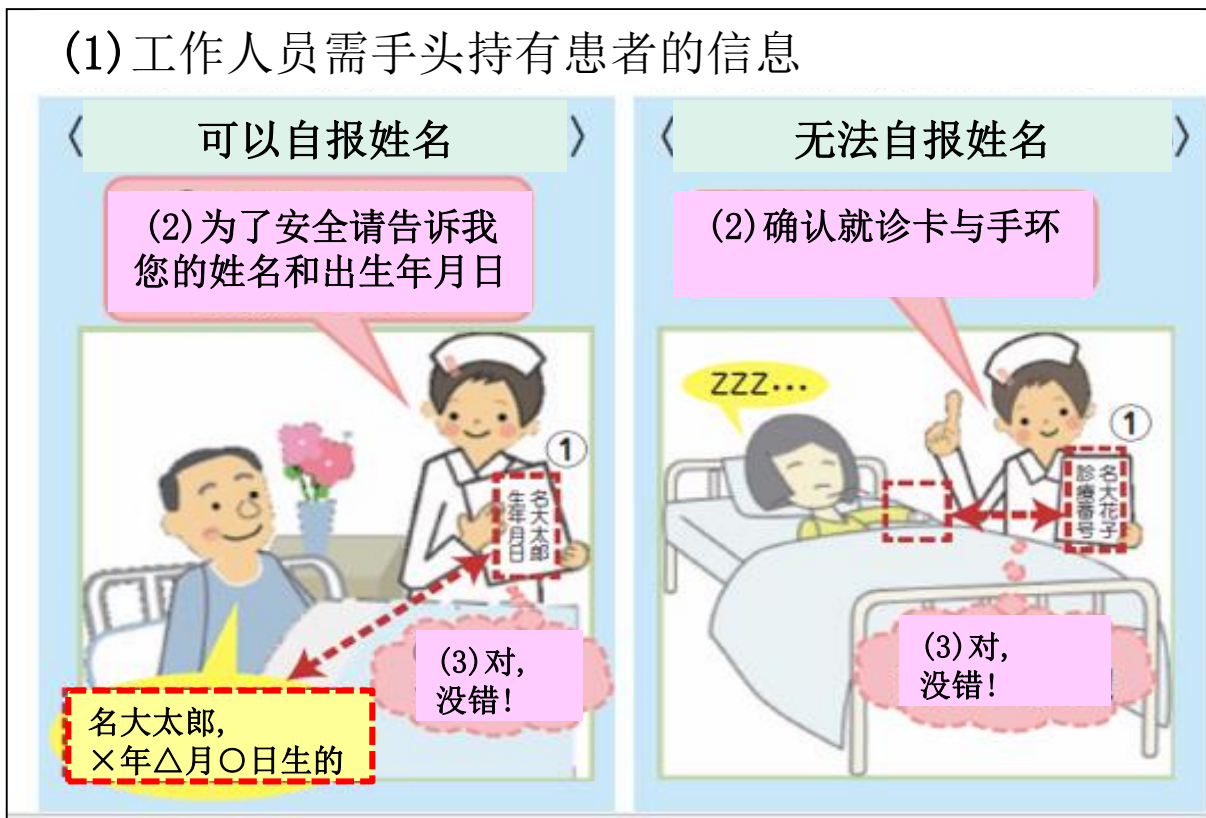 (1)工作人员需手头持有患者的信息
〈 可以自报姓名 〉
(2)为了安全请告诉我
您的姓名和出生年月日
①
名大太郎
生年月日
(3)对,
没错!
名大太郎,
×年△月〇日生的
〈 无法自报姓名 〉
(2)确认就诊卡与手环
ZZZ…
①
名大花子
診療番号
(3)对,
没错!